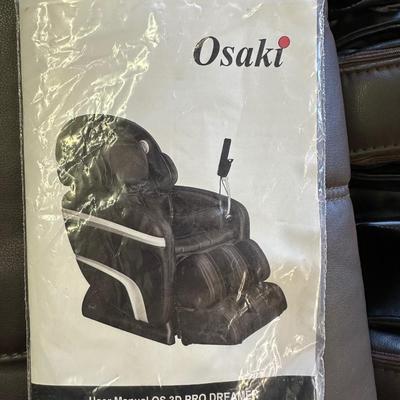 Osaki
User Manual OS 3D PRO DREAMER